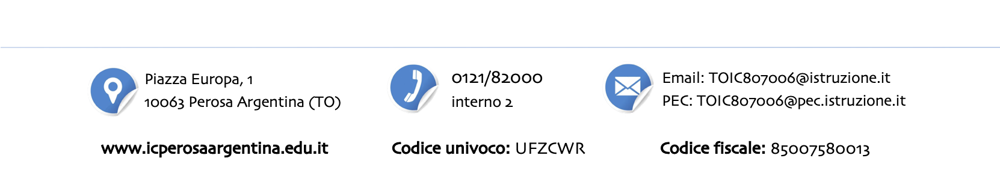 Piazza Europa, 1
10063 Perosa Argentina (TO)
0121/82000
interno 2
Email: TOIC807006@istruzione.it
PEC: TOIC807006@pec.istruzione.it
www.icperosaargentina.edu.it
Codice univoco: UFZCWR
Codice fiscale: 85007580013